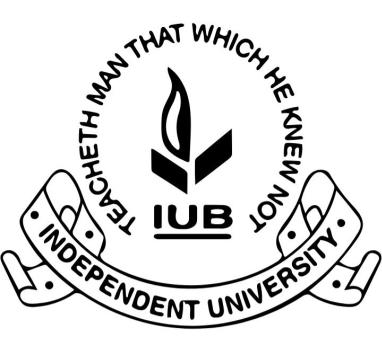 TEACHETH MAN THAT WHICH HE KNEW NOT
IUB
INDEPENDENT UNIVERSITY